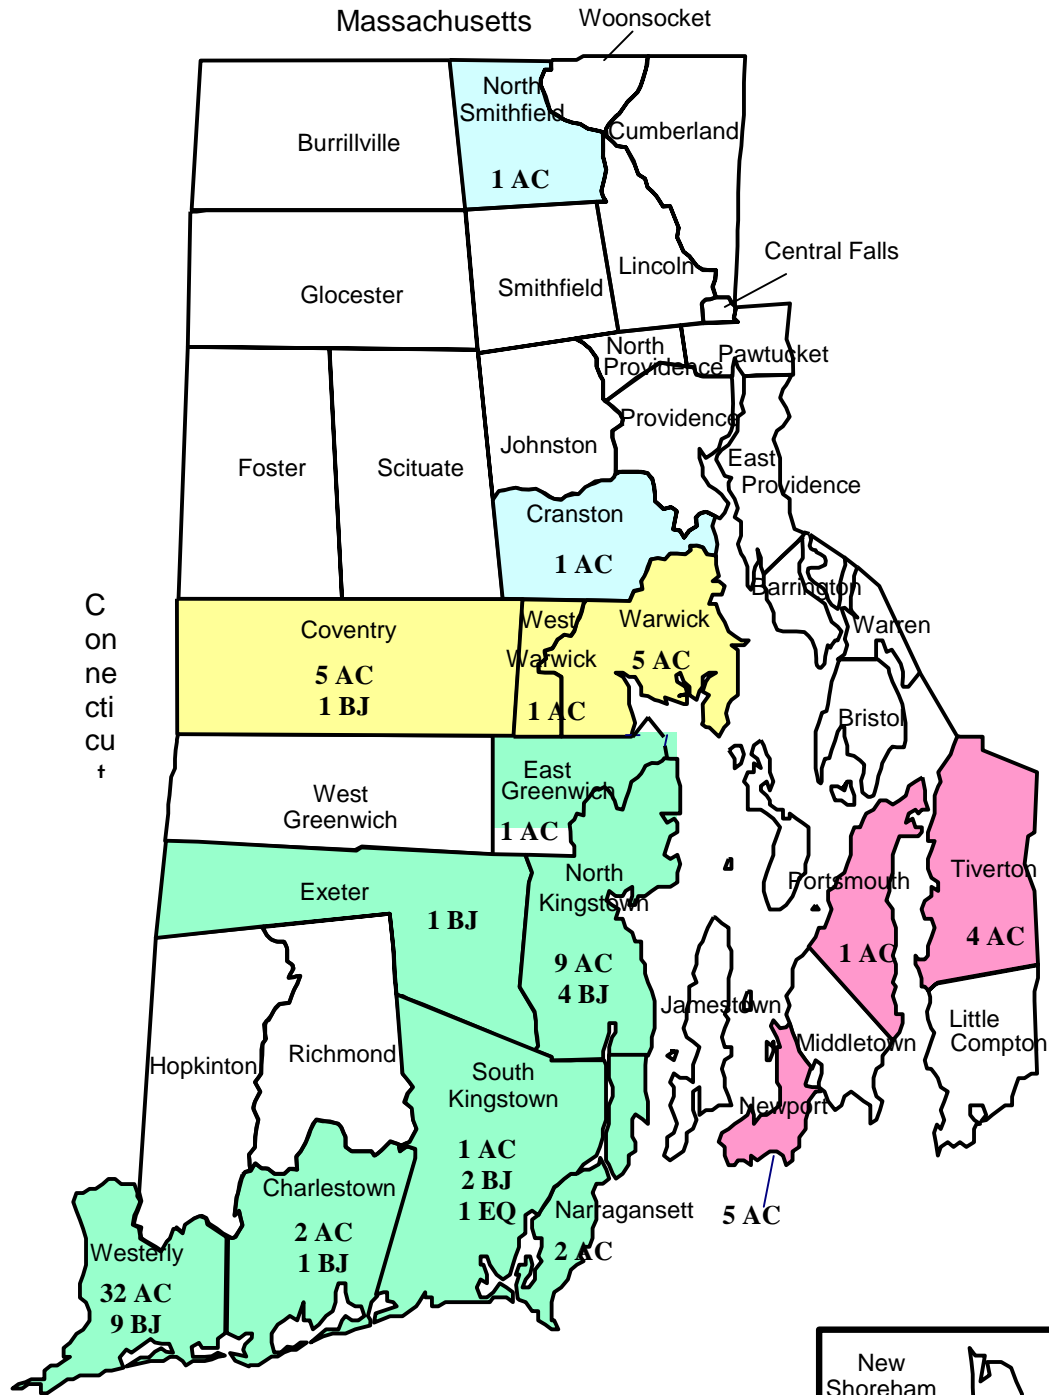 Massachusetts
Woonsocket
North
Smithfield
Cumberland
Burrillville
1 AC
Central Falls
Lincoln
Smithfield
Glocester
North
Providence
Pawtucket
Providence
Johnston
East
Providence
Foster
Scituate
Cranston
1 AC
Barrington
C
on
ne
cti
cu
t
Coventry
5 AC
1 BJ
West
Warwick
1 AC
Warwick
5 AC
Warren
Bristol
West
Greenwich
East
Greenwich
1 AC
Exeter
1 BJ
North
Kingstown
9 AC
4 BJ
Portsmouth
1 AC
Tiverton
4 AC
Jamestown
Middletown
Little
Compton
Hopkinton
Richmond
South
Kingstown
1 AC
2 BJ
1 EQ
Newport
5 AC
Charlestown
2 AC
1 BJ
Narragansett
2 AC
Westerly
32 AC
9 BJ
New
Shoreham